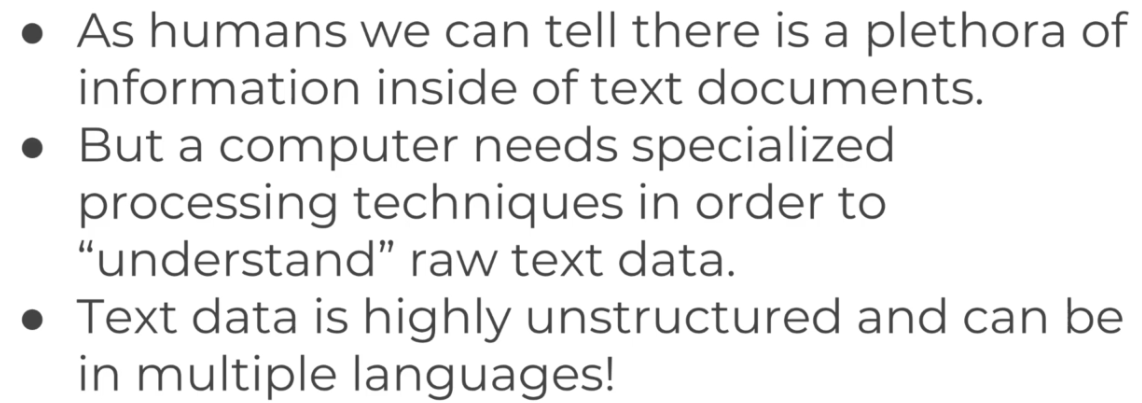 ● As humans we can tell there is a plethora of
information inside of text documents.
● But a computer needs specialized
processing techniques in order to
“understand” raw text data.
● Text data is highly unstructured and can be
in multiple languages!